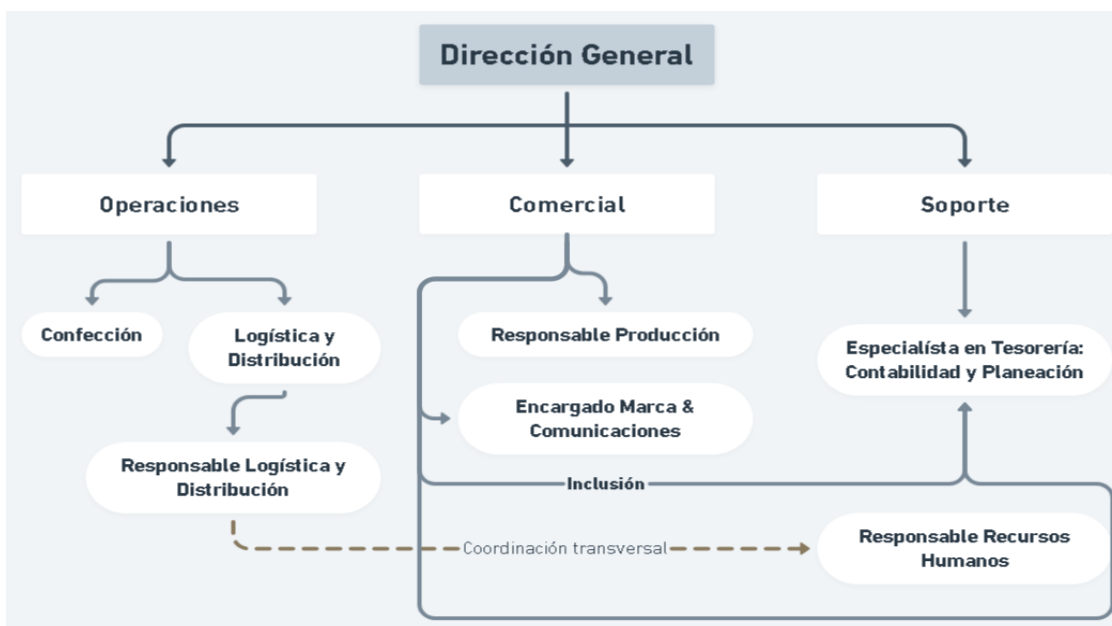 Dirección General
Operaciones
Comercial
Soporte
Confección
Logística y
Distribución
Responsable Producción
Especialísta en Tesorería:
Contabilidad y Planeación
Encargado Marca &
Comunicaciones
Responsable Logística y
Distribución
Inclusión
Coordinación transversal
Responsable Recursos
Humanos